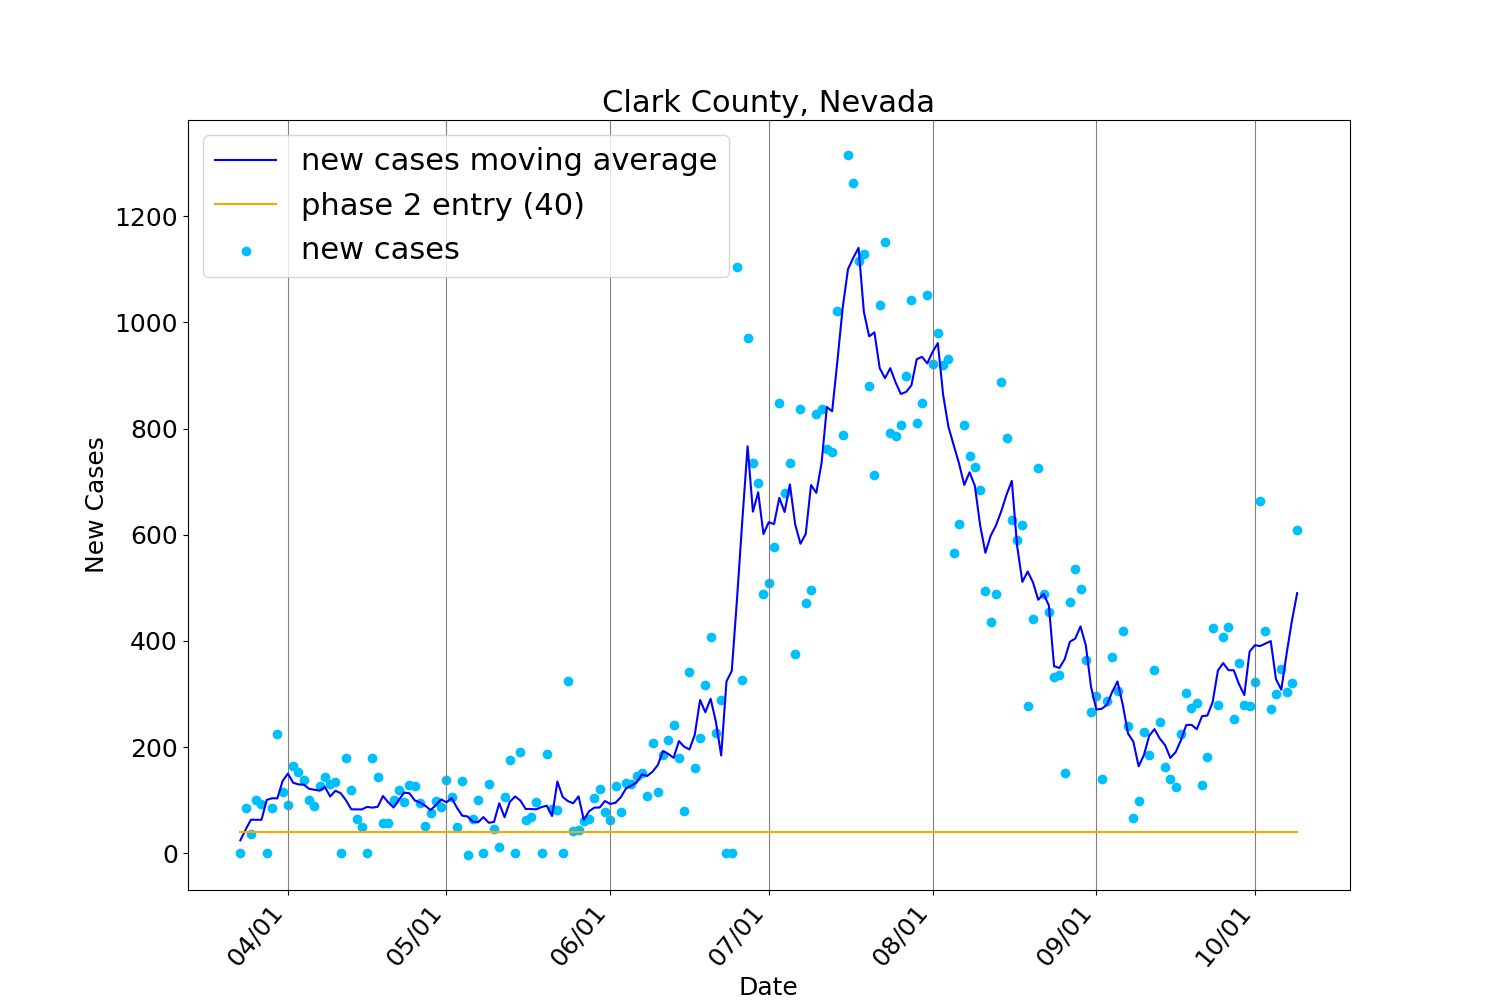 Clark County, Nevada
new cases moving average
phase 2 entry (40)
new cases
1200
1000
800
600
400
200
0
New Cases
04/01
05/01
06/01
07/01
08/01
09/01
10/01
Date